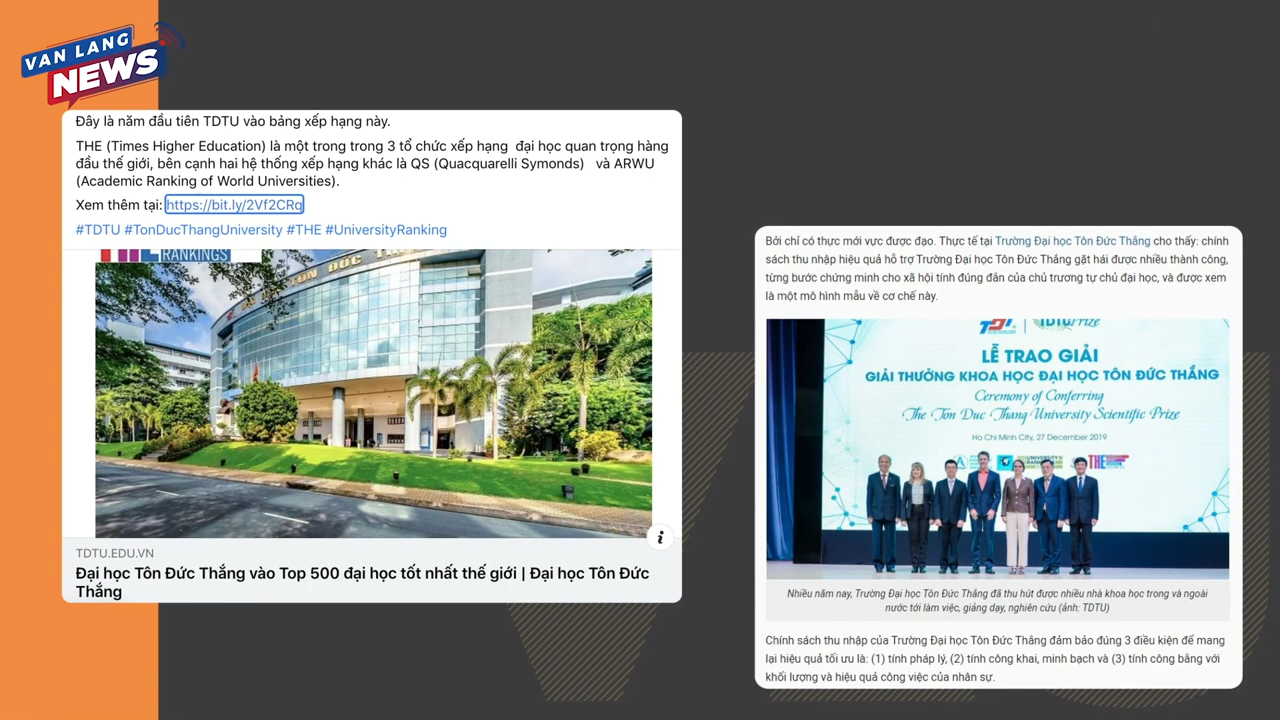 VAN LANG
NEWS
Đây là năm đầu tiên TDTU vào bảng xếp hạng này.
THE (Times Higher Education) là một trong trong 3 tổ chức xếp hạng đại học quan trọng hàng
đầu thế giới, bên cạnh hai hệ thống xếp hạng khác là QS (Quacquarelli Symonds) và ARWU
(Academic Ranking of World Universities).
Xem thêm tại: https://bit.ly/2Vf2CRq
#TDTU #TonDucThangUniversity #THE #UniversityRanking
RANKINGS
TDTU.EDU.VN
Đại học Tôn Đức Thắng vào Top 500 đại học tốt nhất thế giới | Đại học Tôn Đức
Thắng
Bởi chỉ có thực mới vực được đạo. Thực tế tại Trường Đại học Tôn Đức Thắng cho thấy: chính
sách thu nhập hiệu quả hỗ trợ Trường Đại học Tôn Đức Thắng gặt hái được nhiều thành công,
từng bước chứng minh cho xã hội tính đúng đắn của chủ trương tự chủ đại học, và được xem
là một mô hình mẫu về cơ chế này.
TDTU Prize
LỄ TRAO GIẢI
GIẢI THƯỞNG KHOA HỌC ĐẠI HỌC TÔN ĐỨC THẮNG
Ceremony of Conferring
The Ton Duc Thang University Scientific Prize
Ho Chi Minh City, 27 December 2019
THE
Nhiều năm nay, Trường Đại học Tôn Đức Thắng đã thu hút được nhiều nhà khoa học trong và ngoài
nước tới làm việc, giảng dạy, nghiên cứu (ảnh: TDTU)
Chính sách thu nhập của Trường Đại học Tôn Đức Thắng đảm bảo đúng 3 điều kiện để mang
lại hiệu quả tối ưu là: (1) tính pháp lý, (2) tính công khai, minh bạch và (3) tính công bằng với
khối lượng và hiệu quả công việc của nhân sự.